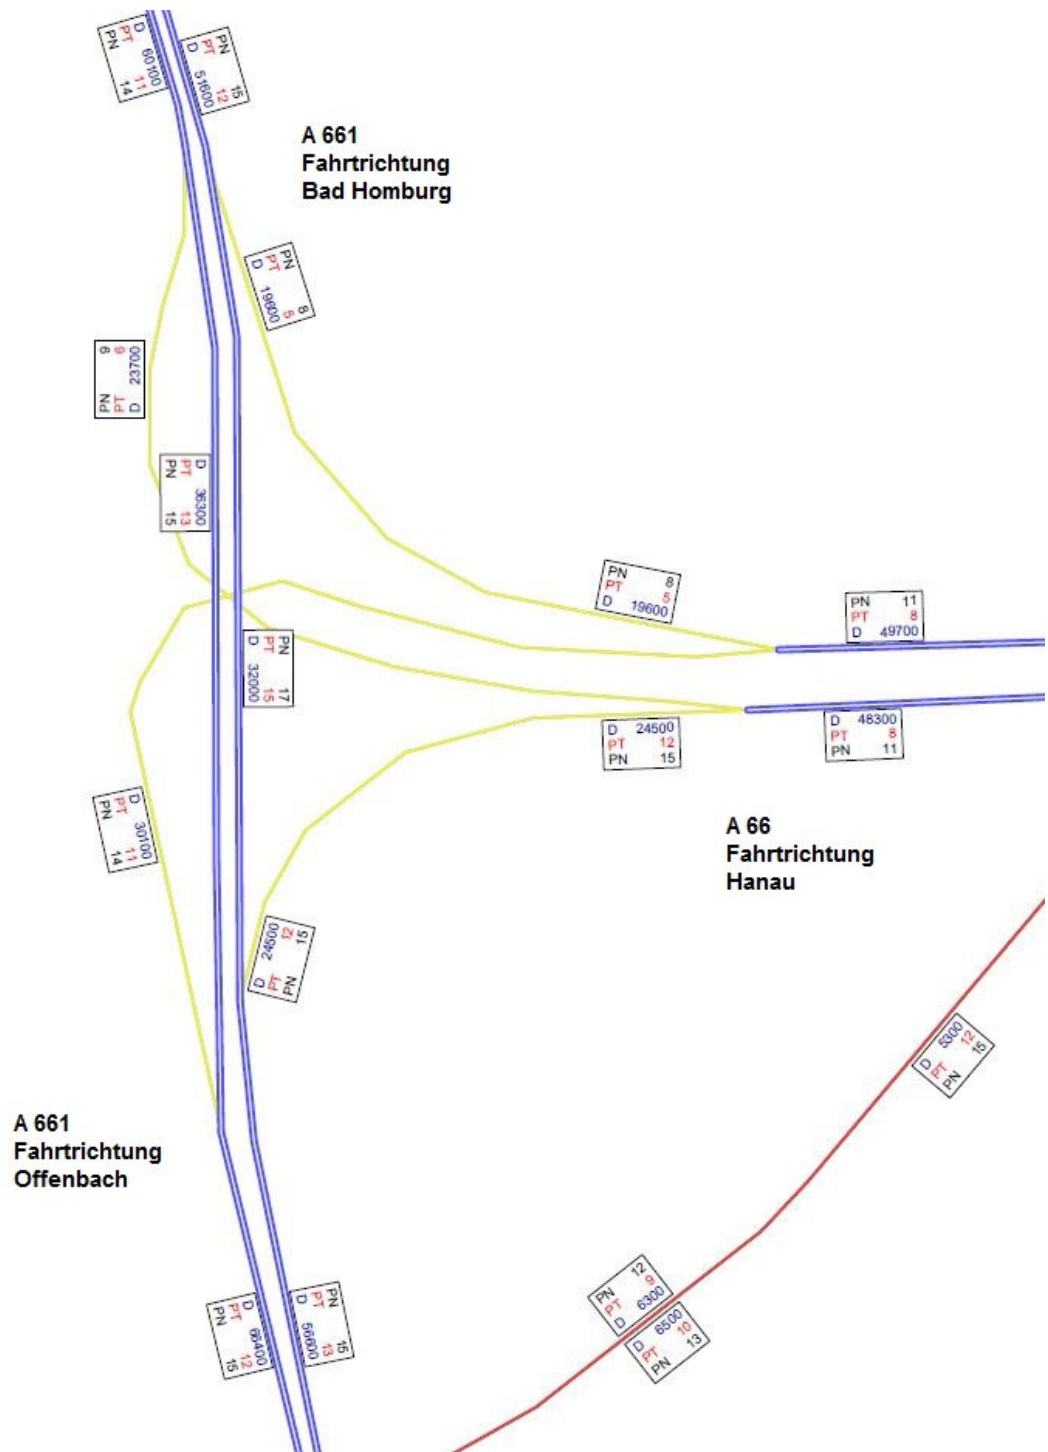 D 60100
PT 11
PN 14
PN 15
PT 12
D 51600
A 661
Fahrtrichtung
Bad Homburg
PN 8
PT 5
D 19600
D 23700
PT 9
PN 9
D 36300
PT 13
PN 15
PN 8
PT 5
D 19600
PN 11
PT 8
D 49700
PN 17
PT 15
D 32000
D 24500
PT 12
PN 15
D 48300
PT 8
PN 11
D 30100
PT 11
PN 14
A 66
Fahrtrichtung
Hanau
D 24500
PT 12
PN 15
D 5300
PT 12
PN 15
A 661
Fahrtrichtung
Offenbach
PN 12
PT 9
D 6300
D 6500
PT 10
PN 13
D 66400
PT 12
PN 15
PN 15
PT 13
D 56600